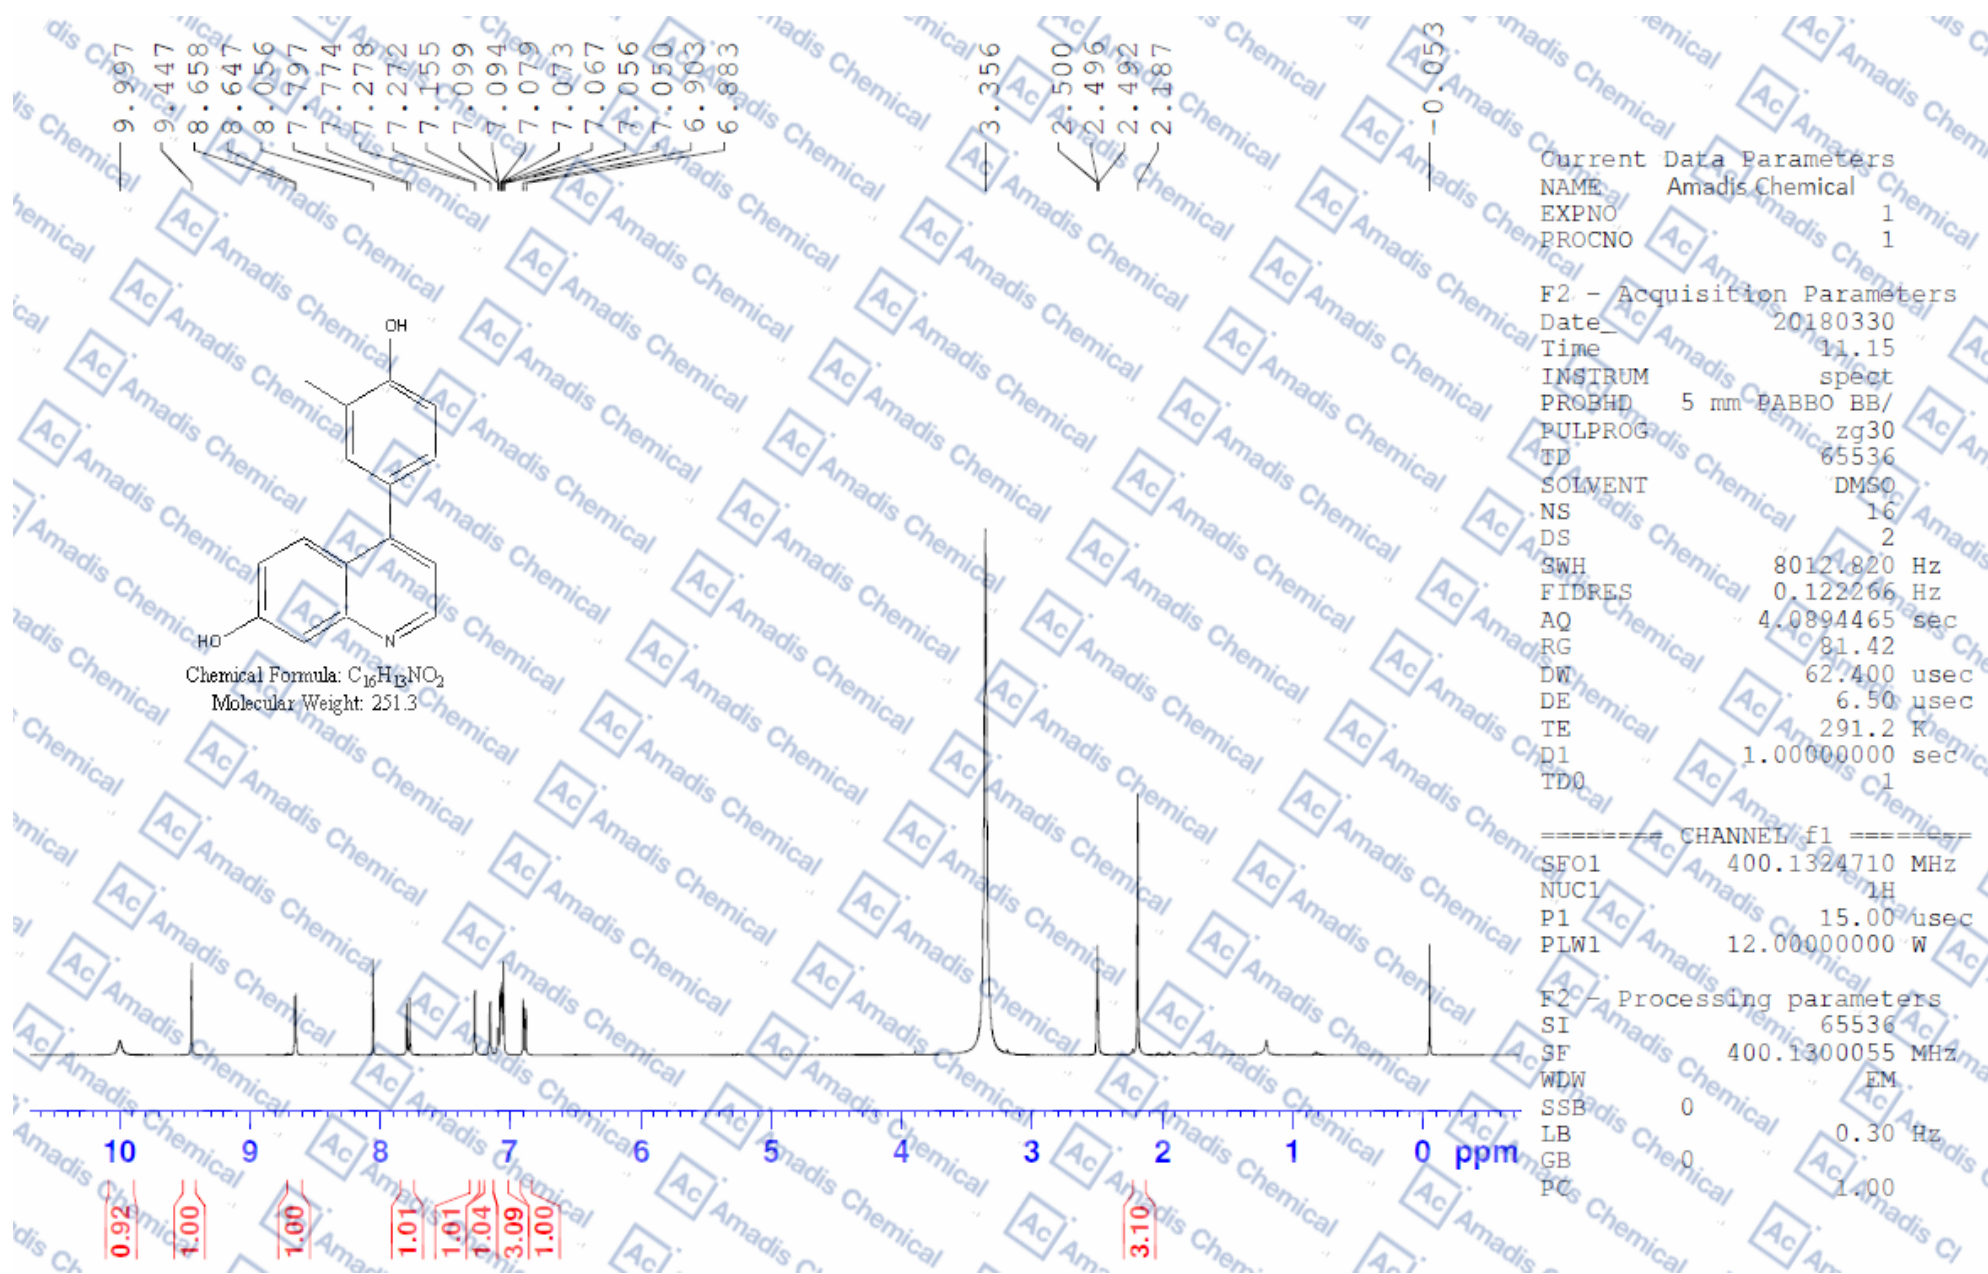 9.997
9.447
8.658
8.647
8.056
7.797
7.774
7.278
7.272
7.155
7.099
7.094
7.079
7.073
7.067
7.056
7.050
6.903
6.883
3.356
2.500
2.496
2.492
2.187
-0.053
OH
HO
N
Chemical Formula: C16H13NO2
Molecular Weight: 251.3
Current Data Parameters
NAME Amadis Chemical
EXPNO 1
PROCNO 1
F2 - Acquisition Parameters
Date_ 20180330
Time 11.15
INSTRUM spect
PROBHD 5 mm PABBO BB/
PULPROG zg30
TD 65536
SOLVENT DMSO
NS 16
DS 2
SWH 8012.820 Hz
FIDRES 0.122266 Hz
AQ 4.0894465 sec
RG 81.42
DW 62.400 usec
DE 6.50 usec
TE 291.2 K
D1 1.00000000 sec
TD0 1
======== CHANNEL f1 ========
SFO1 400.1324710 MHz
NUC1 1H
P1 15.00 usec
PLW1 12.00000000 W
F2 - Processing parameters
SI 65536
SF 400.1300055 MHz
WDW EM
SSB 0
LB 0.30 Hz
GB 0
PC 1.00
10 9 8 7 6 5 4 3 2 1 0 ppm
0.92
1.00
1.00
1.01
1.01
1.04
3.09
1.00
3.10
Ac Amadis Chemical